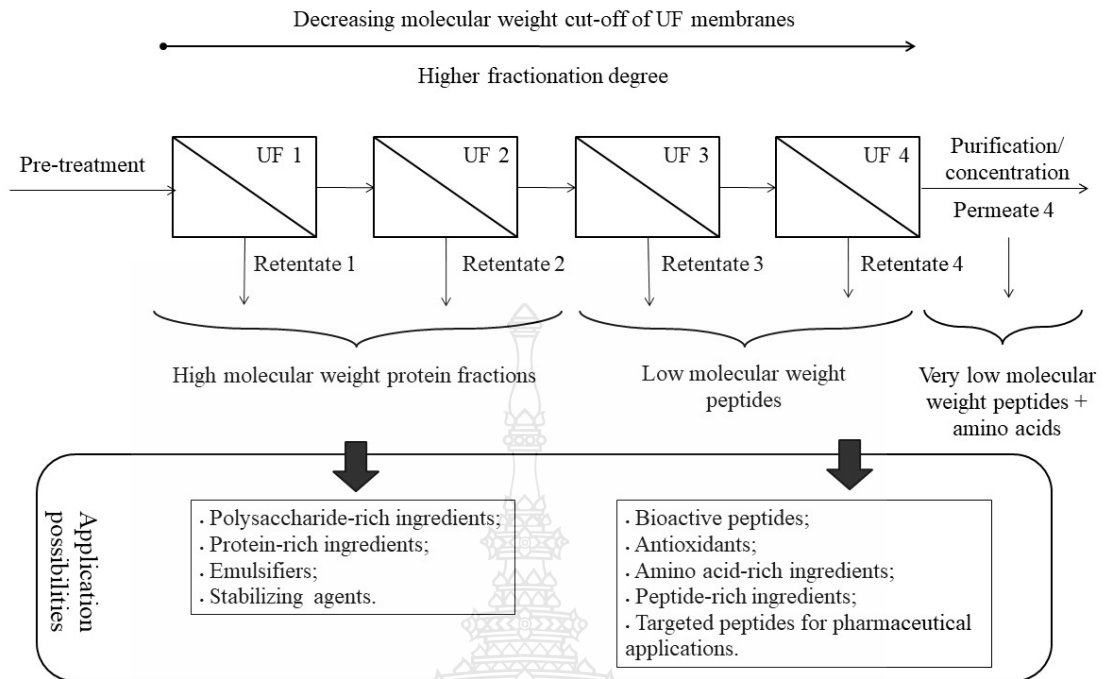 Decreasing molecular weight cut-off of UF membranes
Higher fractionation degree
Pre-treatment
UF 1
UF 2
UF 3
UF 4
Purification/
concentration
Permeate 4
Retentate 1
Retentate 2
Retentate 3
Retentate 4
High molecular weight protein fractions
Low molecular weight
peptides
Very low molecular
weight peptides +
amino acids
Application
possibilities
· Polysaccharide-rich ingredients;
· Protein-rich ingredients;
· Emulsifiers;
· Stabilizing agents.
· Bioactive peptides;
· Antioxidants;
· Amino acid-rich ingredients;
· Peptide-rich ingredients;
· Targeted peptides for pharmaceutical
applications.